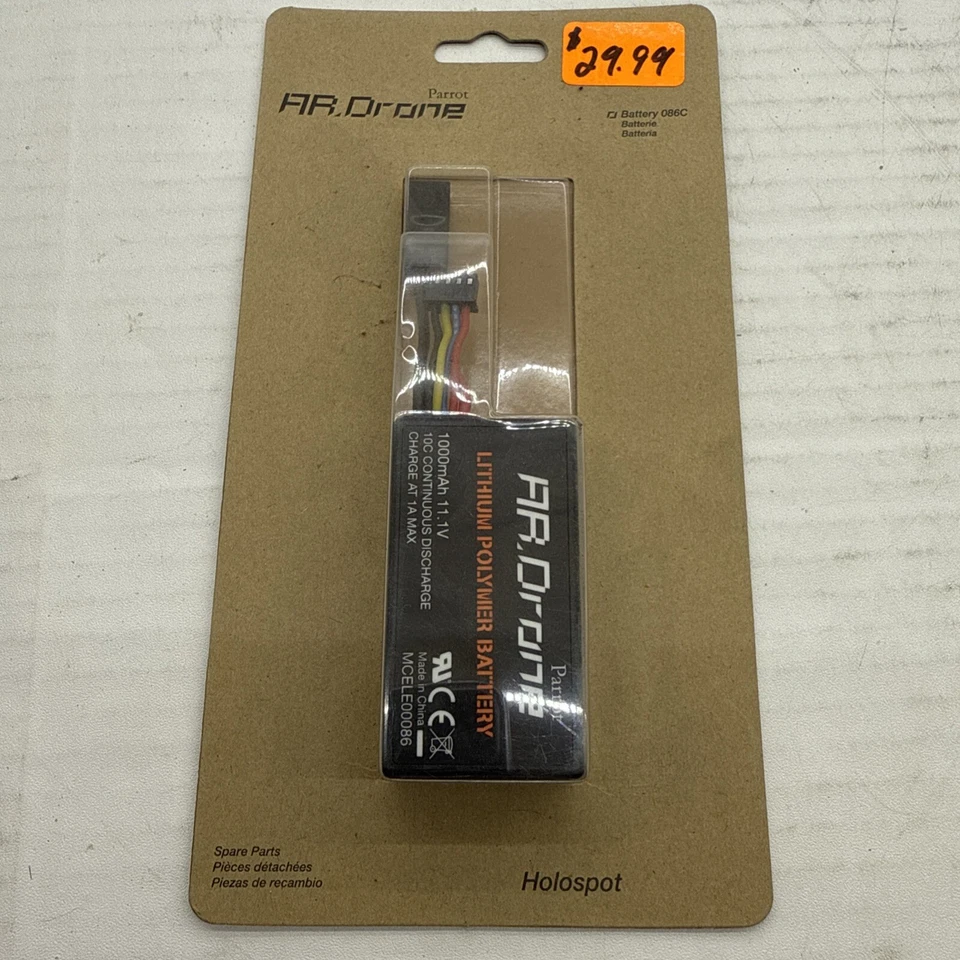 $29.99
Parrot
AR.Drone
Battery 086C
Batterie
Batteria
1000mAh 11.1V
10C CONTINUOUS DISCHARGE
CHARGE AT 1A MAX
LITHIUM POLYMER BATTERY
AR.Drone
Parrot
Made in China
MCELE00086
CE
Spare Parts
Pièces détachées
Piezas de recambio
Holospot